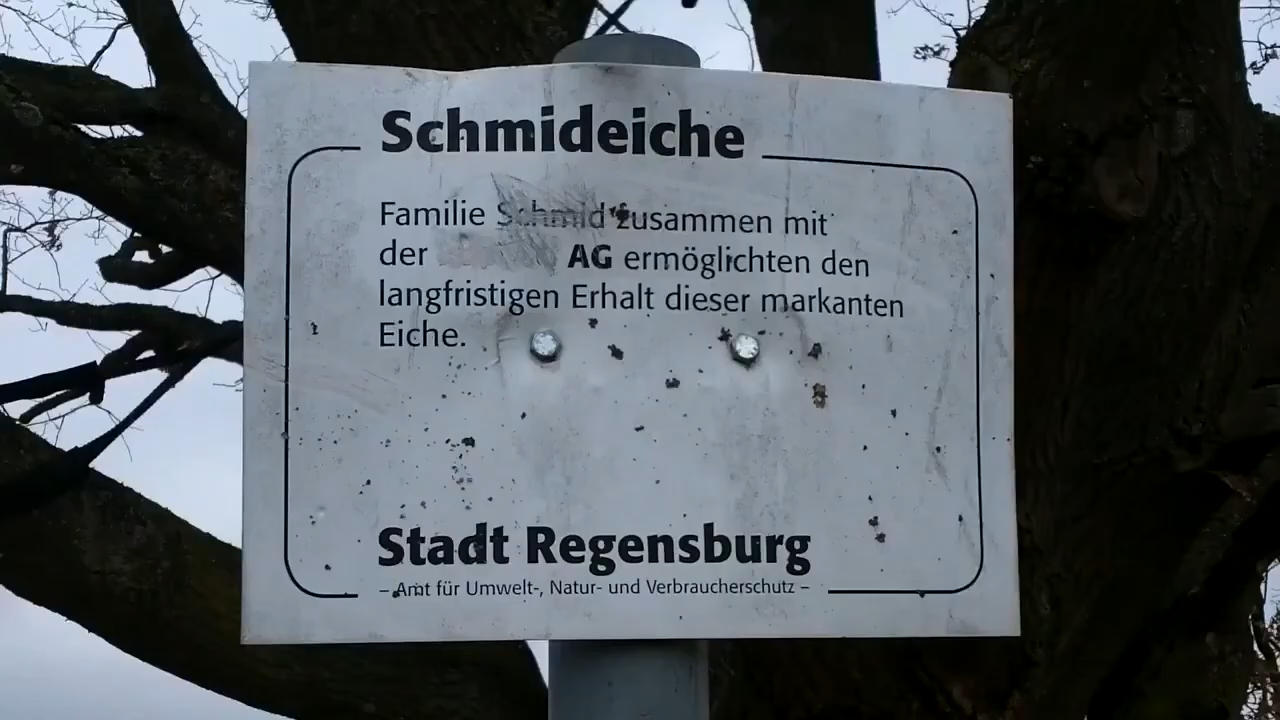 Schmideiche
Familie Schmid zusammen mit
der AG ermöglichten den
langfristigen Erhalt dieser markanten
Eiche.
Stadt Regensburg
– Amt für Umwelt-, Natur- und Verbraucherschutz –